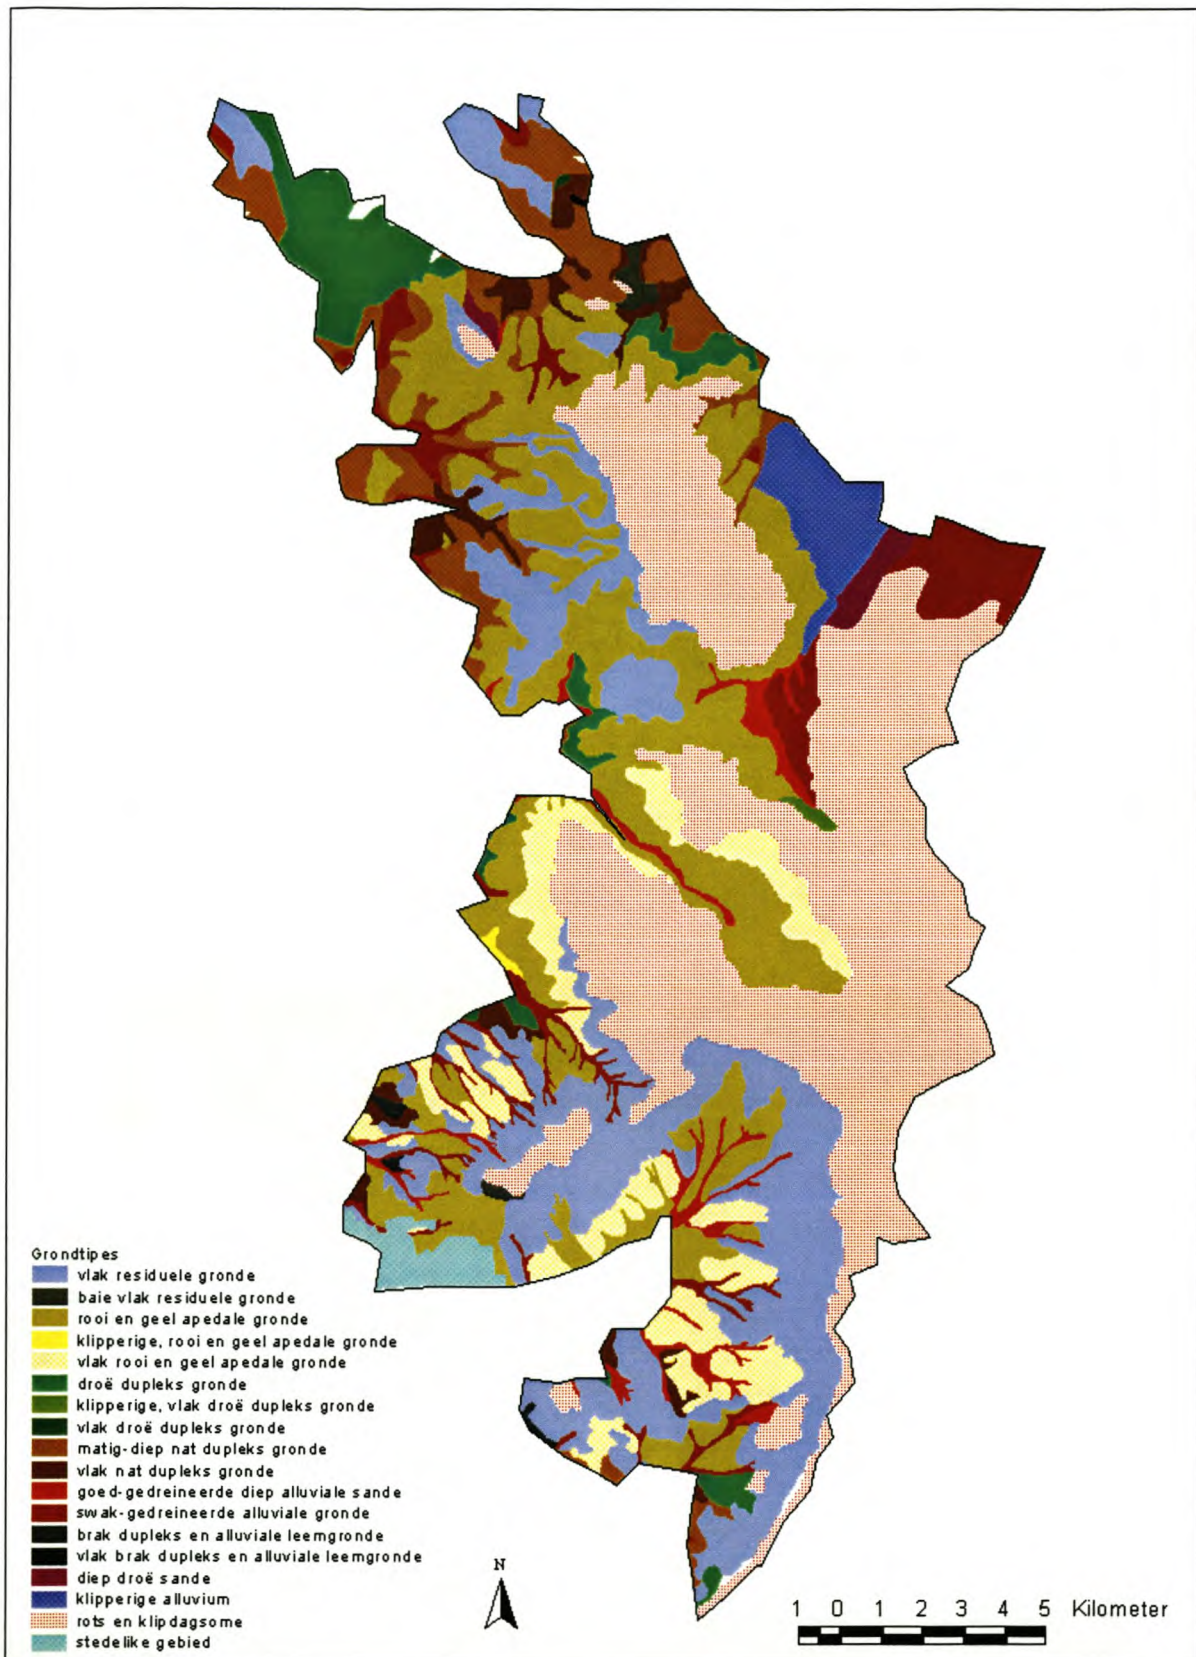 Grondtipes
vlak residuele gronde
baie vlak residuele gronde
rooi en geel apedale gronde
klipperige, rooi en geel apedale gronde
vlak rooi en geel apedale gronde
droë dupleks gronde
klipperige, vlak droë dupleks gronde
vlak droë dupleks gronde
matig-diep nat dupleks gronde
vlak nat dupleks gronde
goed-gedreineerde diep alluviale sande
swak-gedreineerde alluviale gronde
brak dupleks en alluviale leemgronde
vlak brak dupleks en alluviale leemgronde
diep droë sande
klipperige alluvium
rots en klipdagsome
stedelike gebied
N
1 0 1 2 3 4 5 Kilometer